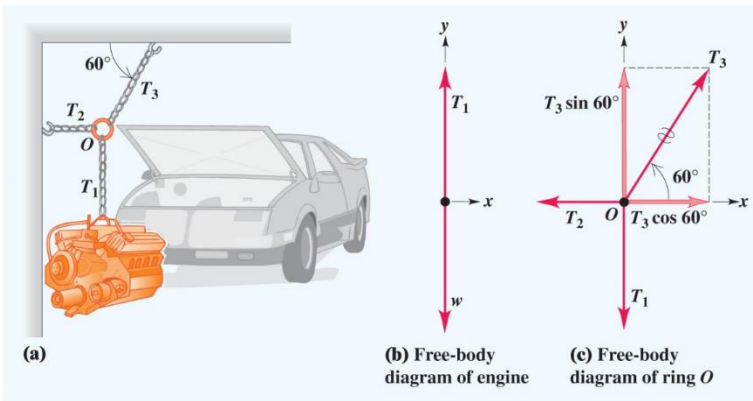 60°
T₃
T₂
O
T₁
(a)
y
T₁
x
w
(b) Free-body
diagram of engine
y
T₃
T₃ sin 60°
60°
x
T₂
O
T₃ cos 60°
T₁
(c) Free-body
diagram of ring O